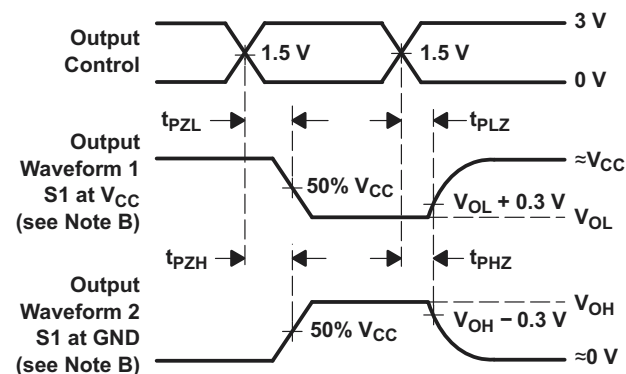 Output
Control
1.5 V
1.5 V
3 V
0 V
tPZL
tPLZ
Output
Waveform 1
S1 at VCC
(see Note B)
50% VCC
≈VCC
VOL + 0.3 V
VOL
tPZH
tPHZ
Output
Waveform 2
S1 at GND
(see Note B)
50% VCC
VOH
VOH − 0.3 V
≈0 V